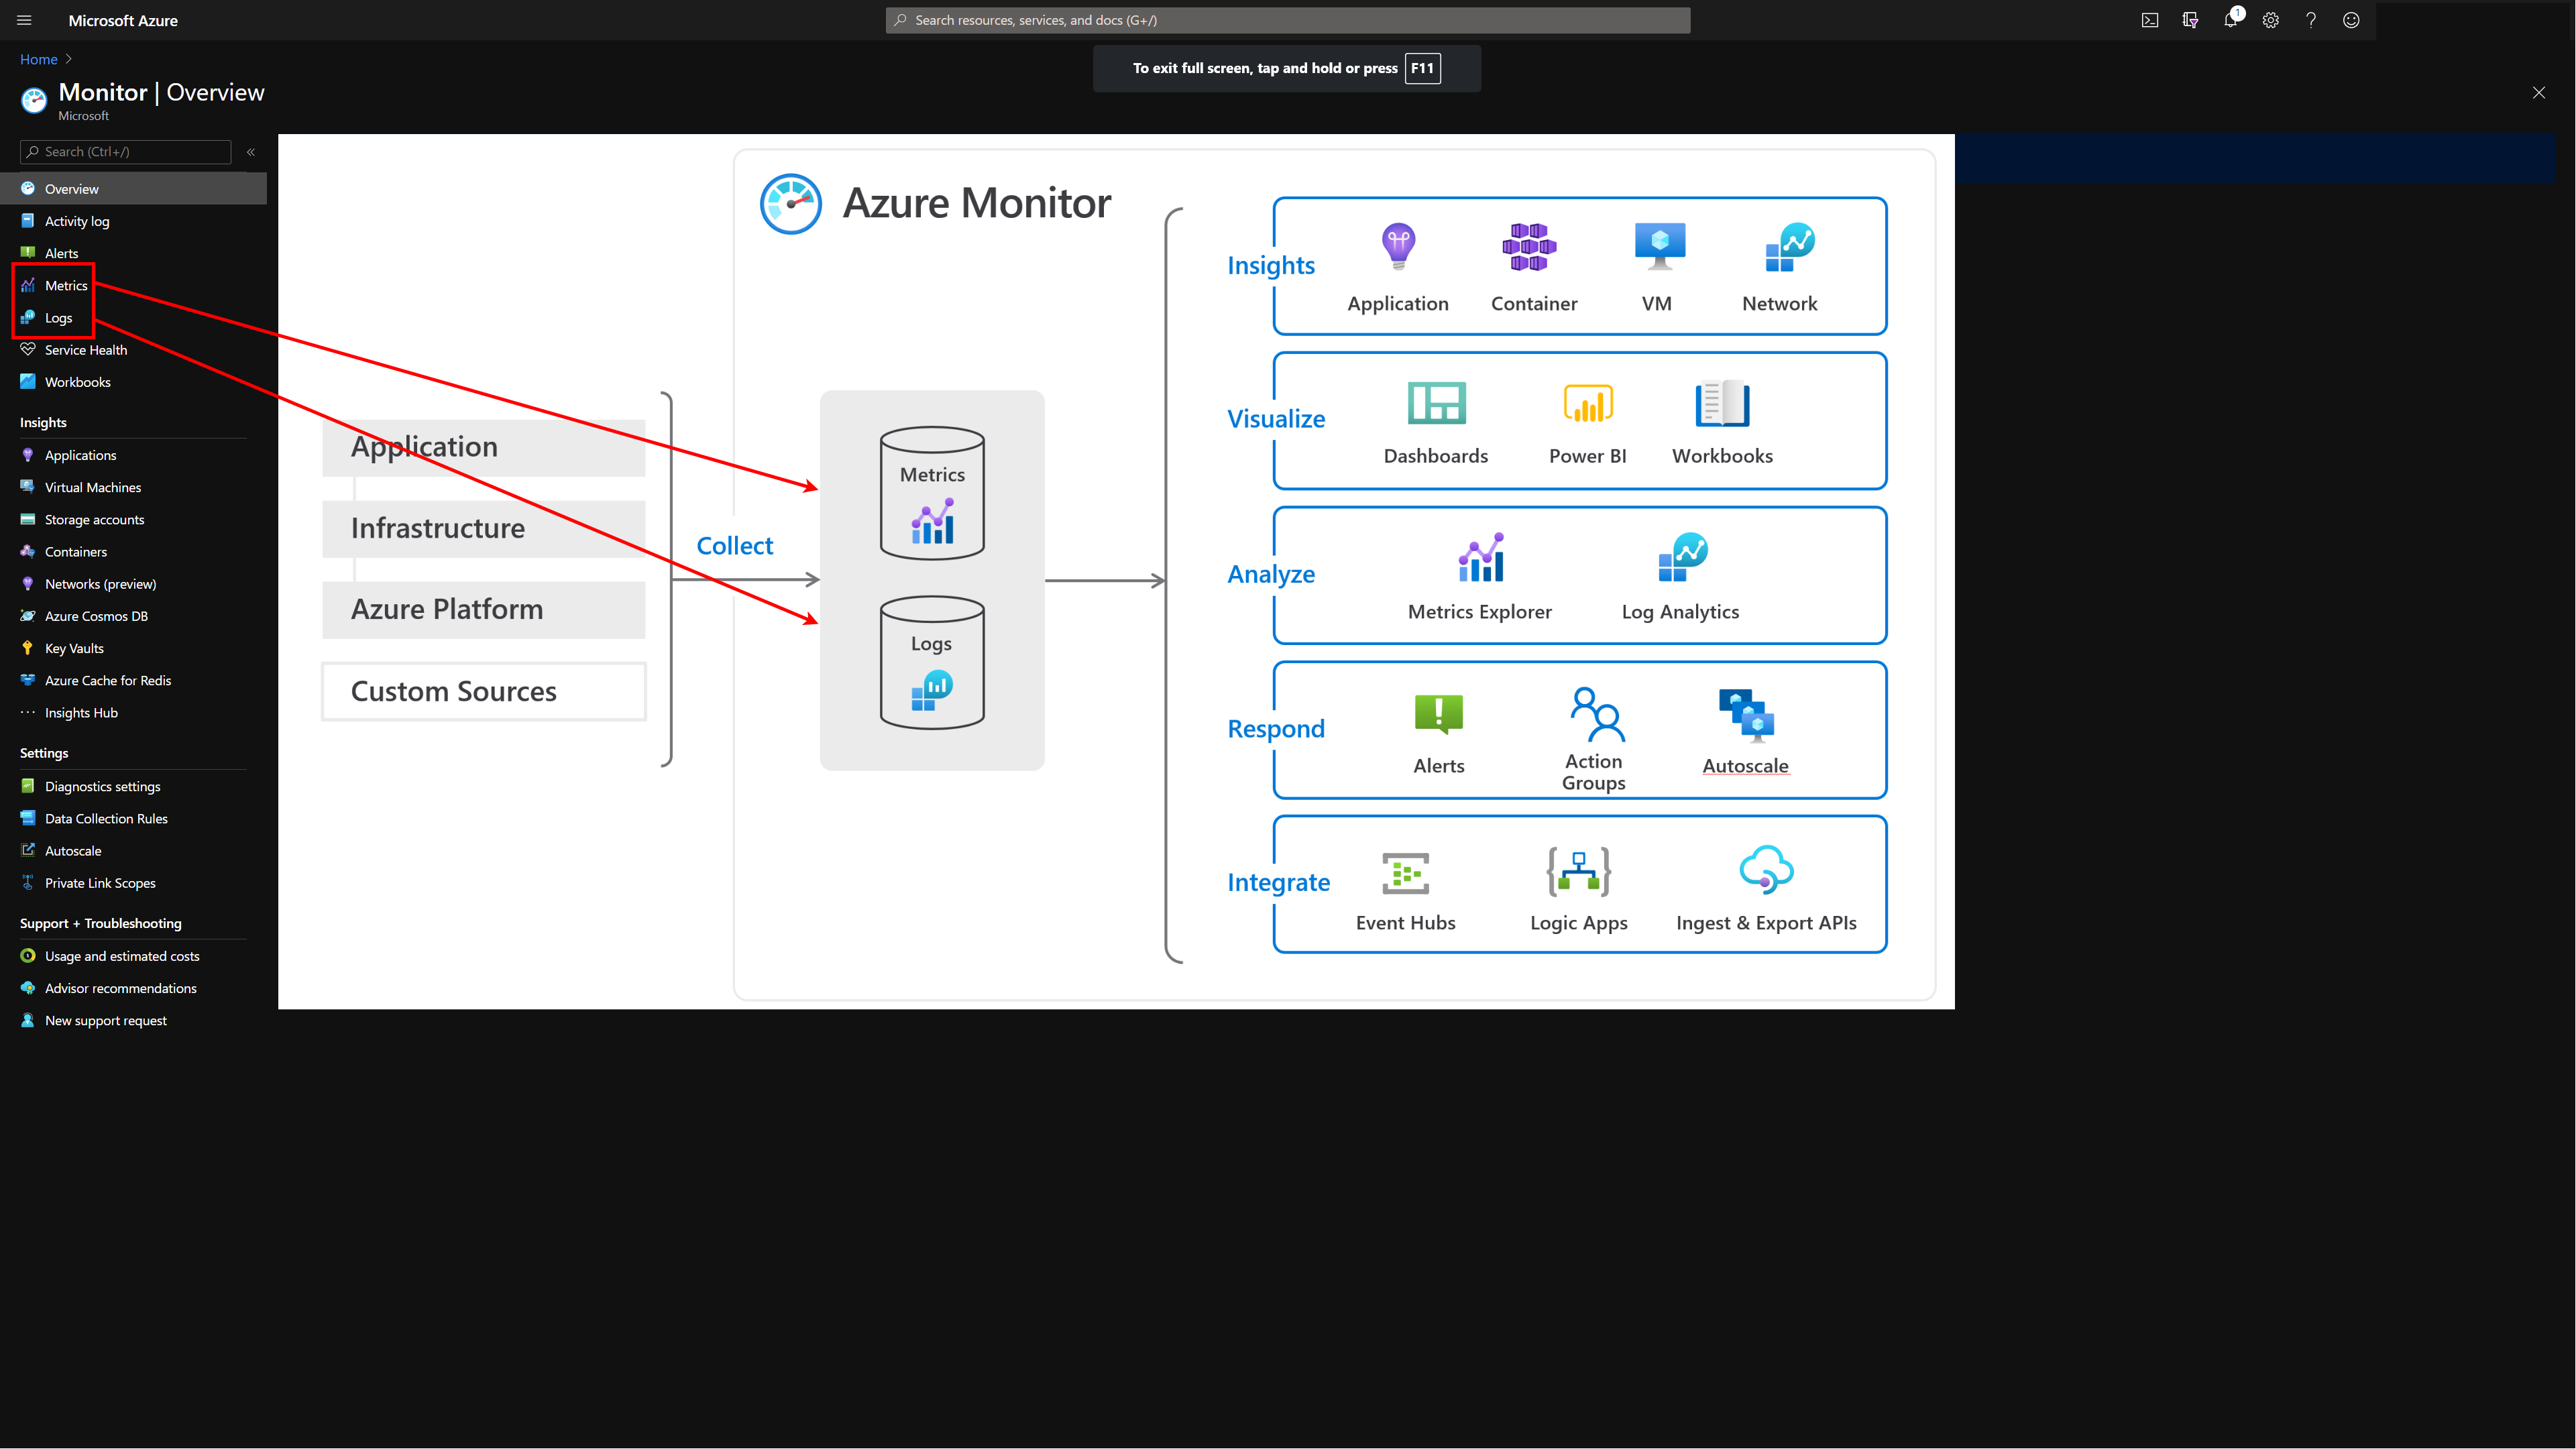 Microsoft Azure
Search resources, services, and docs (G+/)
1
Home
To exit full screen, tap and hold or press F11
Monitor | Overview
Microsoft
Search (Ctrl+/)
Overview
Activity log
Alerts
Metrics
Logs
Service Health
Workbooks
Insights
Applications
Virtual Machines
Storage accounts
Containers
Networks (preview)
Azure Cosmos DB
Key Vaults
Azure Cache for Redis
Insights Hub
Settings
Diagnostics settings
Data Collection Rules
Autoscale
Private Link Scopes
Support + Troubleshooting
Usage and estimated costs
Advisor recommendations
New support request
Application
Infrastructure
Azure Platform
Custom Sources
Collect
Azure Monitor
Metrics
Logs
Insights
Application Container VM Network
Visualize
Dashboards Power BI Workbooks
Analyze
Metrics Explorer Log Analytics
Respond
Alerts
Action
Groups
Autoscale
Integrate
Event Hubs Logic Apps Ingest & Export APIs